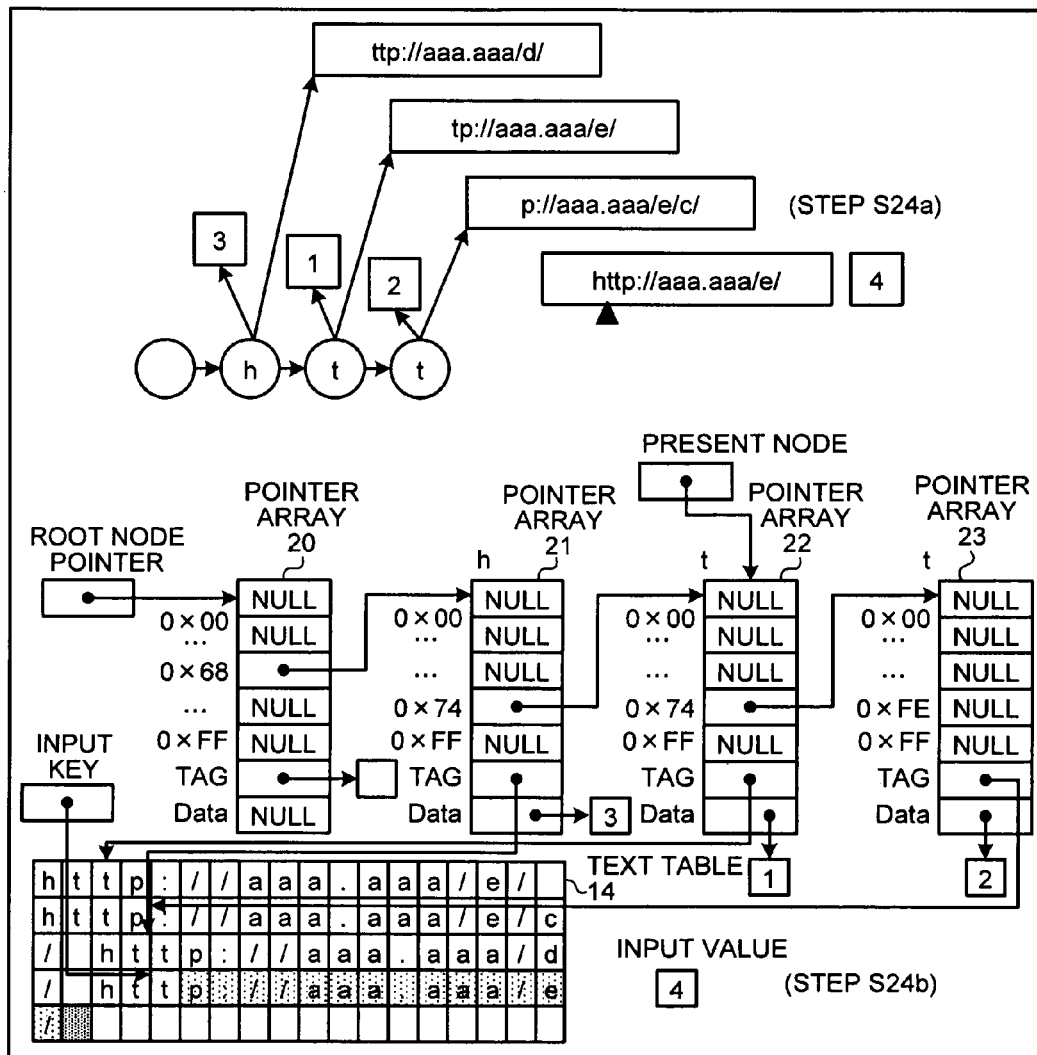 ttp://aaa.aaa/d/
tp://aaa.aaa/e/
p://aaa.aaa/e/c/ (STEP S24a)
3
1
2
http://aaa.aaa/e/ 4
h t t
PRESENT NODE
POINTER ARRAY 20
POINTER ARRAY 21
POINTER ARRAY 22
POINTER ARRAY 23
ROOT NODE POINTER
h t t
NULL NULL NULL NULL
0×00 NULL 0×00 NULL 0×00 NULL 0×00 NULL
... ... ... ...
0×68 ... NULL ... NULL ... NULL
... NULL 0×74 0×74 0×FE NULL
0×FF NULL 0×FF NULL 0×FF NULL 0×FF NULL
INPUT KEY
TAG TAG TAG TAG
Data NULL Data 3 Data Data
TEXT TABLE 14
1 2
h t t p : / / a a a . a a a / e /
h t t p : / / a a a . a a a / e / c
/ h t t p : / / a a a . a a a / d
/ h t t p : / / a a a . a a a / e
/
INPUT VALUE
4 (STEP S24b)